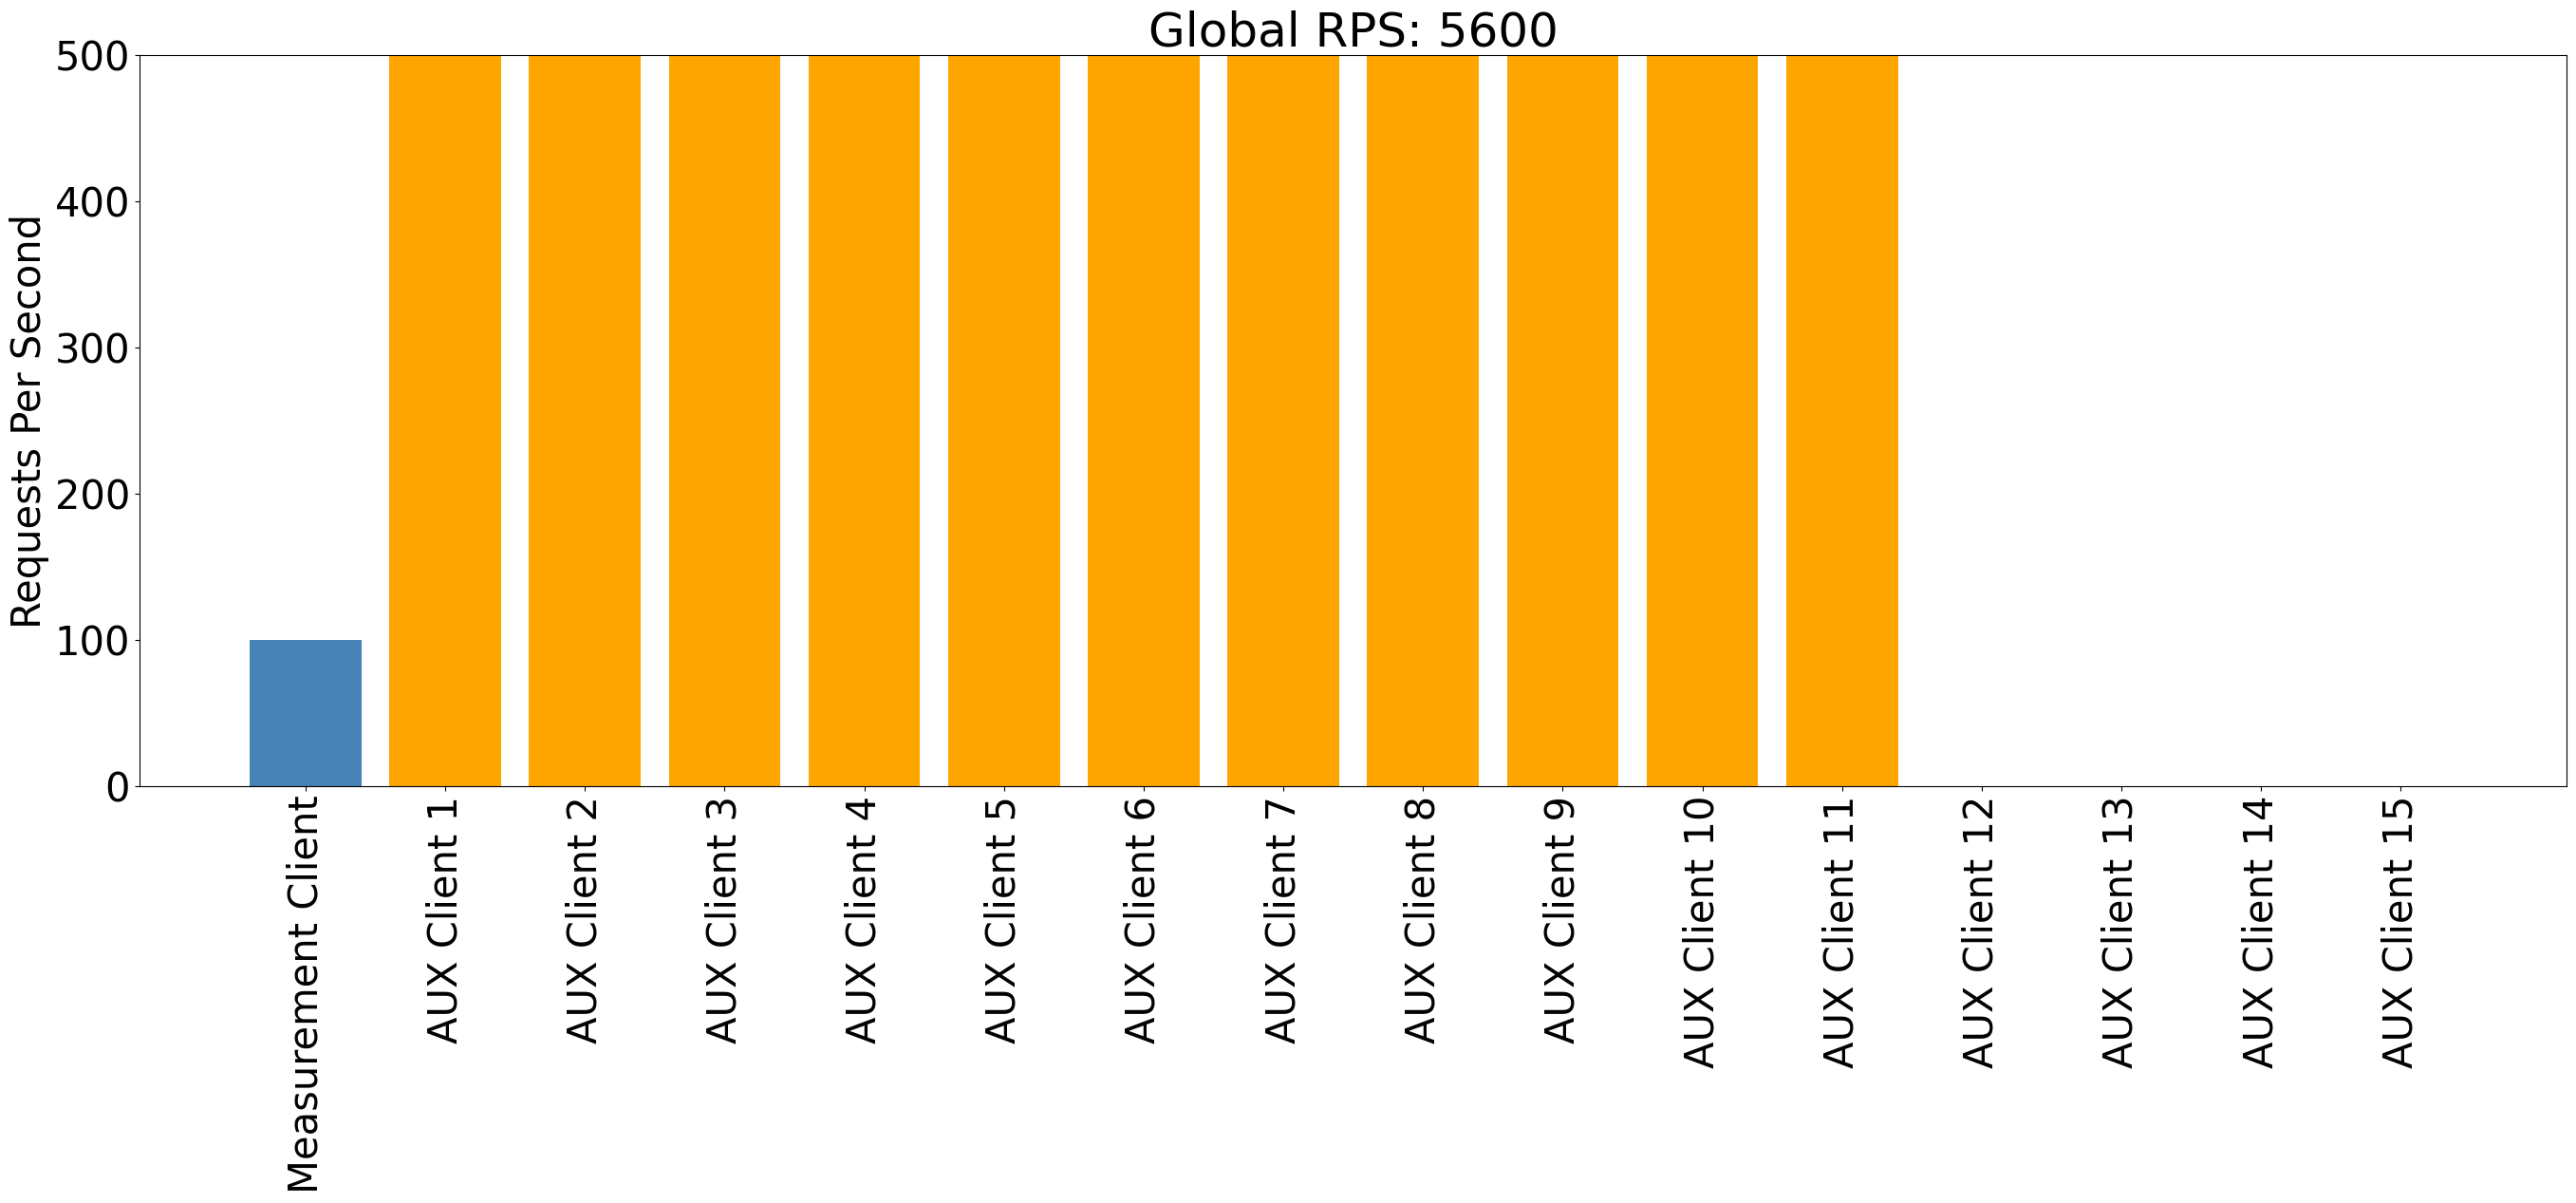 Global RPS: 5600
500
400
300
200
100
0
Requests Per Second
Measurement Client
AUX Client 1
AUX Client 2
AUX Client 3
AUX Client 4
AUX Client 5
AUX Client 6
AUX Client 7
AUX Client 8
AUX Client 9
AUX Client 10
AUX Client 11
AUX Client 12
AUX Client 13
AUX Client 14
AUX Client 15